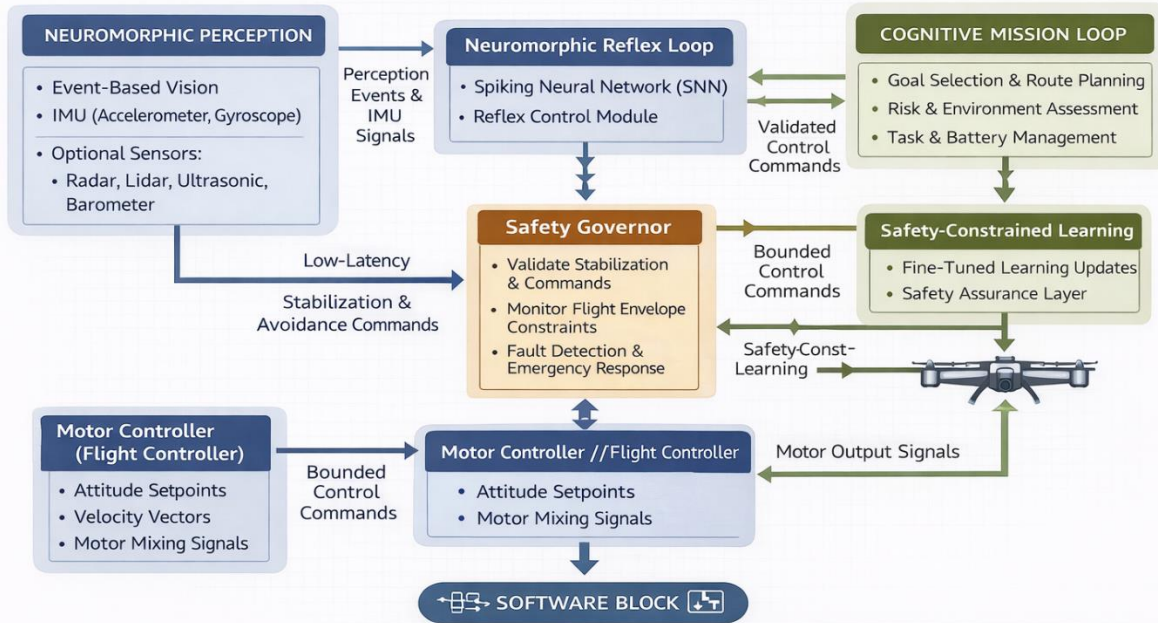 NEUROMORPHIC PERCEPTION
• Event-Based Vision
• IMU (Accelerometer, Gyroscope)
• Optional Sensors:
• Radar, Lidar, Ultrasonic,
Barometer
Perception
Events &
IMU
Signals
Neuromorphic Reflex Loop
• Spiking Neural Network (SNN)
• Reflex Control Module
Validated
Control
Commands
COGNITIVE MISSION LOOP
• Goal Selection & Route Planning
• Risk & Environment Assessment
• Task & Battery Management
Low-Latency
Stabilization &
Avoidance Commands
Safety Governor
• Validate Stabilization
& Commands
• Monitor Flight Envelope
Constraints
• Fault Detection &
Emergency Response
Bounded
Control
Commands
Safety-Constrained Learning
• Fine-Tuned Learning Updates
• Safety Assurance Layer
Safety-Const-
Learning
Motor Controller
(Flight Controller)
• Attitude Setpoints
• Velocity Vectors
• Motor Mixing Signals
Bounded
Control
Commands
Motor Controller //Flight Controller
• Attitude Setpoints
• Motor Mixing Signals
Motor Output Signals
SOFTWARE BLOCK